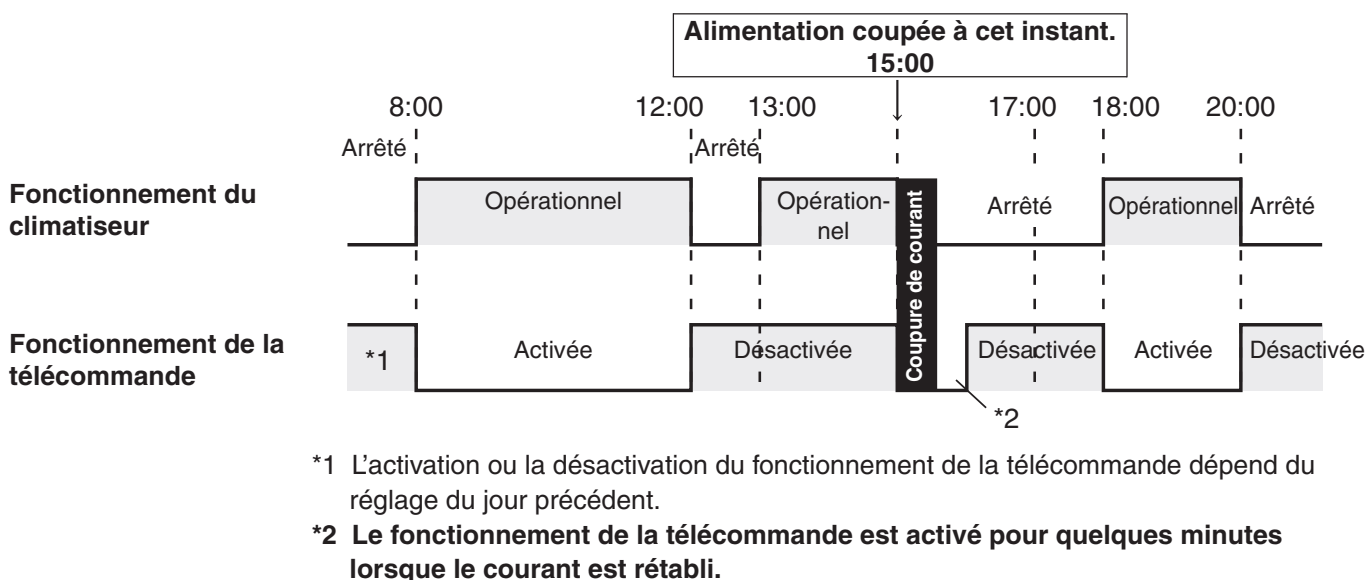 Alimentation coupée à cet instant.
15:00
8:00 12:00 13:00 17:00 18:00 20:00
Arrêté Arrêté
Fonctionnement du
climatiseur
Opérationnel
Opération-
nel
Coupure de courant
Arrêté
Opérationnel
Arrêté
Fonctionnement de la
télécommande
*1
Activée
Désactivée
Désactivée
Activée
Désactivée
*2
*1 L'activation ou la désactivation du fonctionnement de la télécommande dépend du
réglage du jour précédent.
*2 Le fonctionnement de la télécommande est activé pour quelques minutes
lorsque le courant est rétabli.